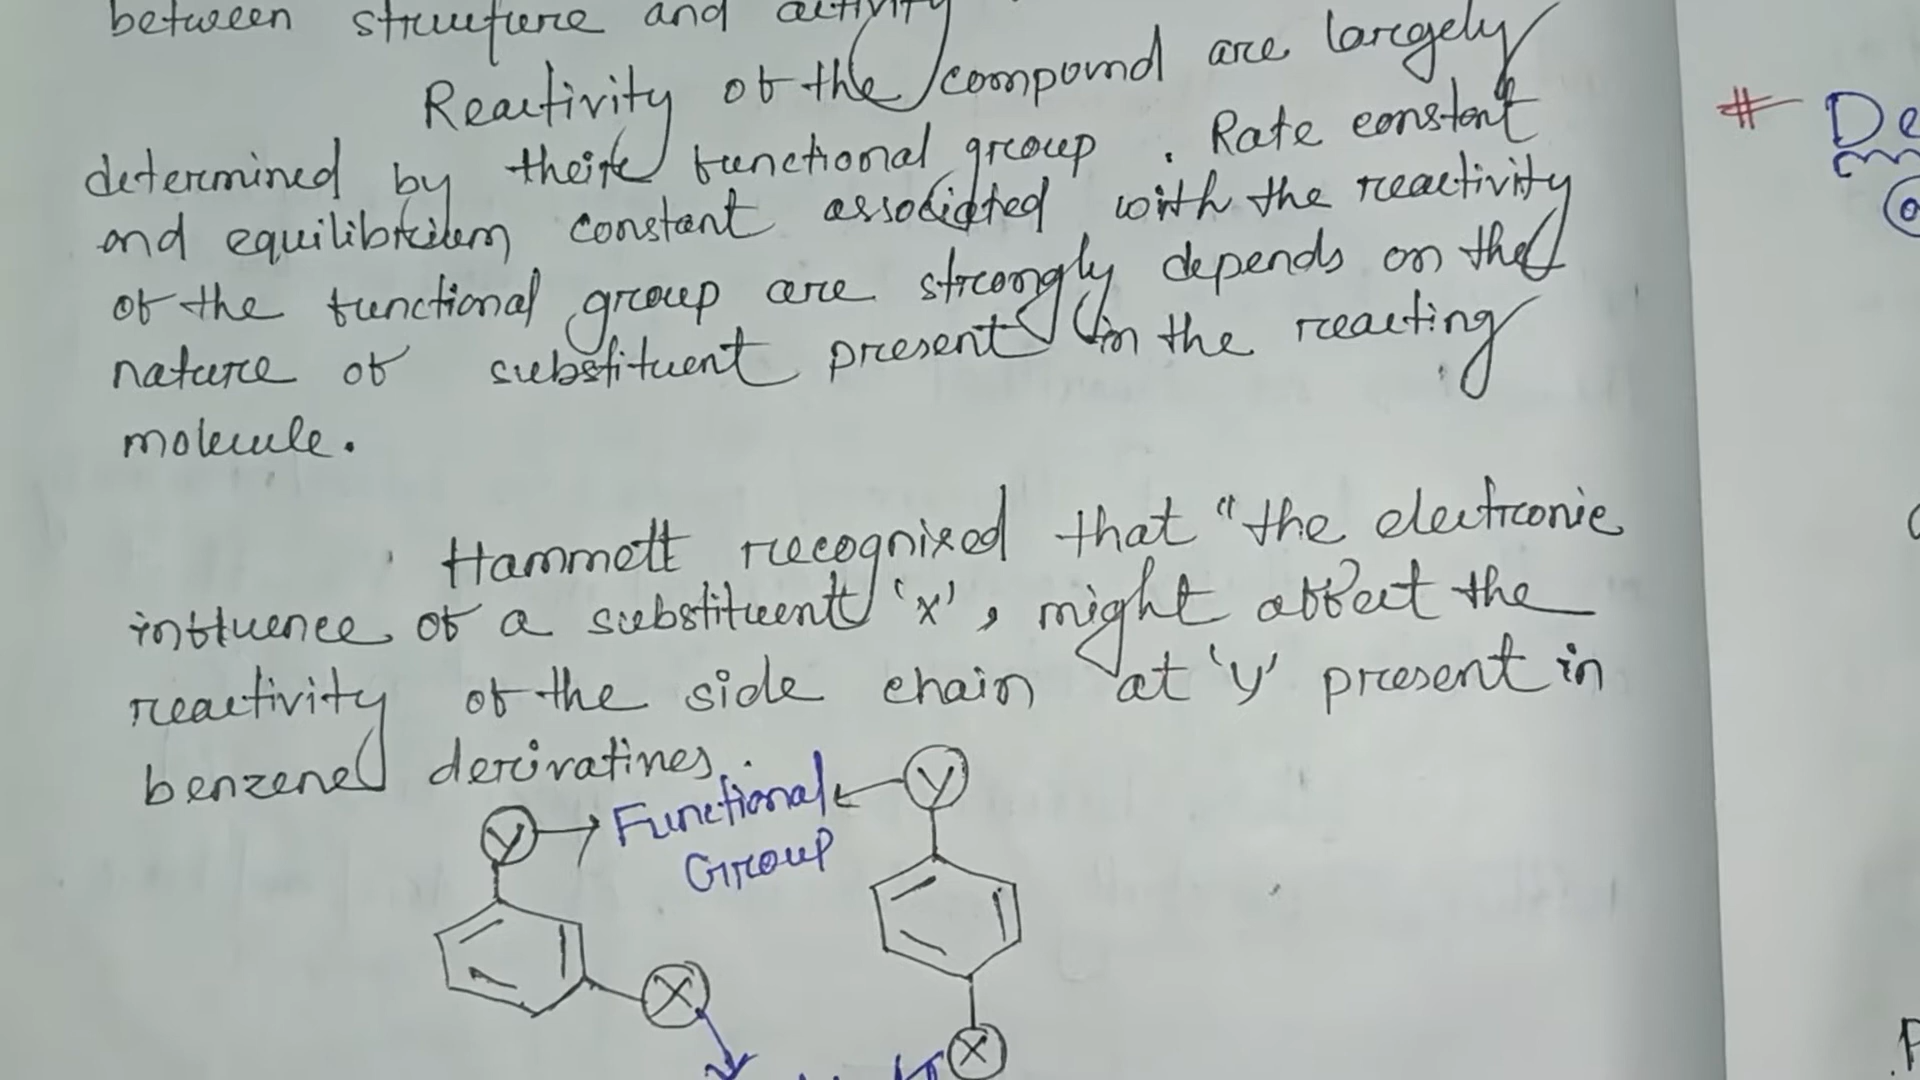 between structure and activity
Reactivity of the compound are largely
determined by their functional group. Rate constant
and equilibrium constant associated with the reactivity
of the functional group are strongly depends on the
nature of substituent present in the reacting
molecule.
Hammett recognized that "the electronic
influence of a substituent 'x', might affect the
reactivity of the side chain at 'y' present in
benzene derivatives.
Y → Functional ← Y
Group
X
X
# De